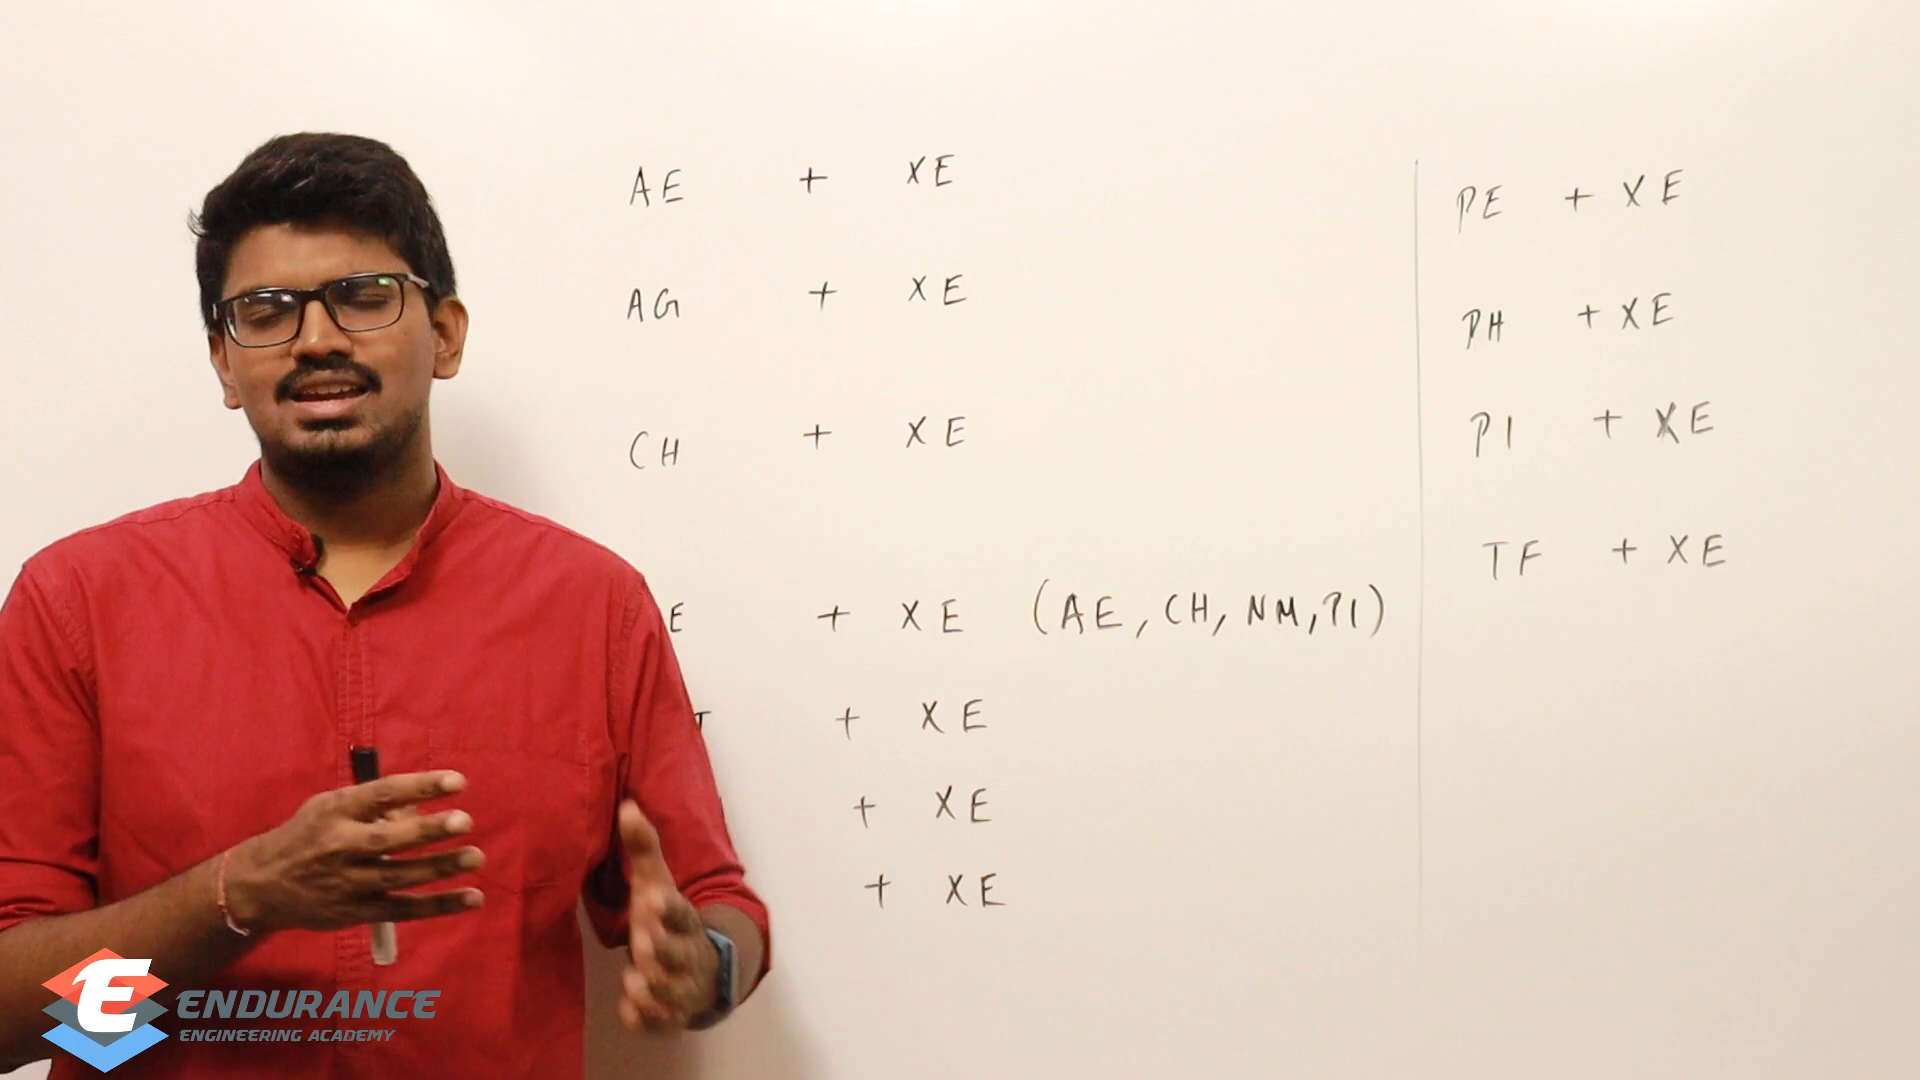 AE + XE
AG + XE
CH + XE
E + XE (AE, CH, NM, PI)
T + XE
+ XE
+ XE
PE + XE
PH + XE
PI + XE
TF + XE
E
ENDURANCE
ENGINEERING ACADEMY